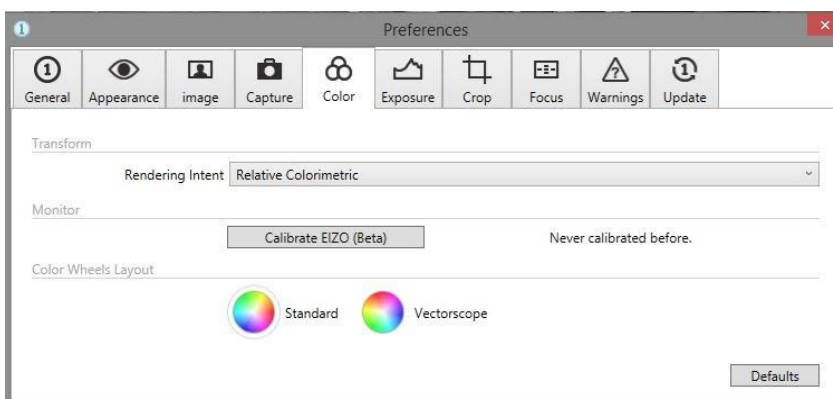 Preferences
General Appearance image Capture Color Exposure Crop Focus Warnings Update
Transform
Rendering Intent Relative Colorimetric
Monitor
Calibrate EIZO (Beta) Never calibrated before.
Color Wheels Layout
Standard Vectorscope
Defaults